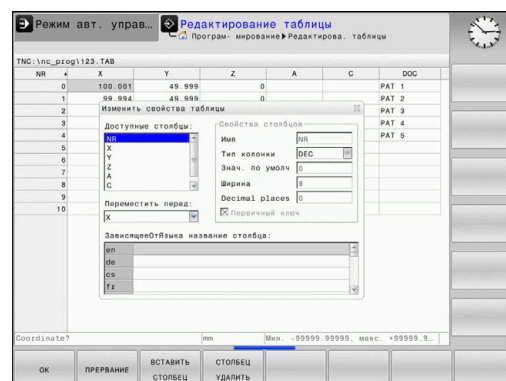 Режим авт. управ… Редактирование таблицы
Програм- мирование Редактирова. таблицы
TNC:\nc_prog\123.TAB
NR X Y Z A C DOC
0 100.001 49.999 0 PAT 1
1 99.994 49.999 0 PAT 2
2 PAT 3
3 PAT 4
4 PAT 5
5
6
7
8
9
10
Изменить свойства таблицы
Доступные столбцы:
NR
X
Y
Z
A
C
Переместить перед:
X
Свойства столбцов
Имя NR
Тип колонки DEC
Знач. по умолч 0
Ширина 9
Decimal places 0
Первичный ключ
ЗависящееОтЯзыка название столбца:
en
de
cs
fr
Coordinate? mm Мин. -99999.99999, макс. +99999.9…
OK ПРЕРВАНИЕ ВСТАВИТЬ СТОЛБЕЦ СТОЛБЕЦ УДАЛИТЬ